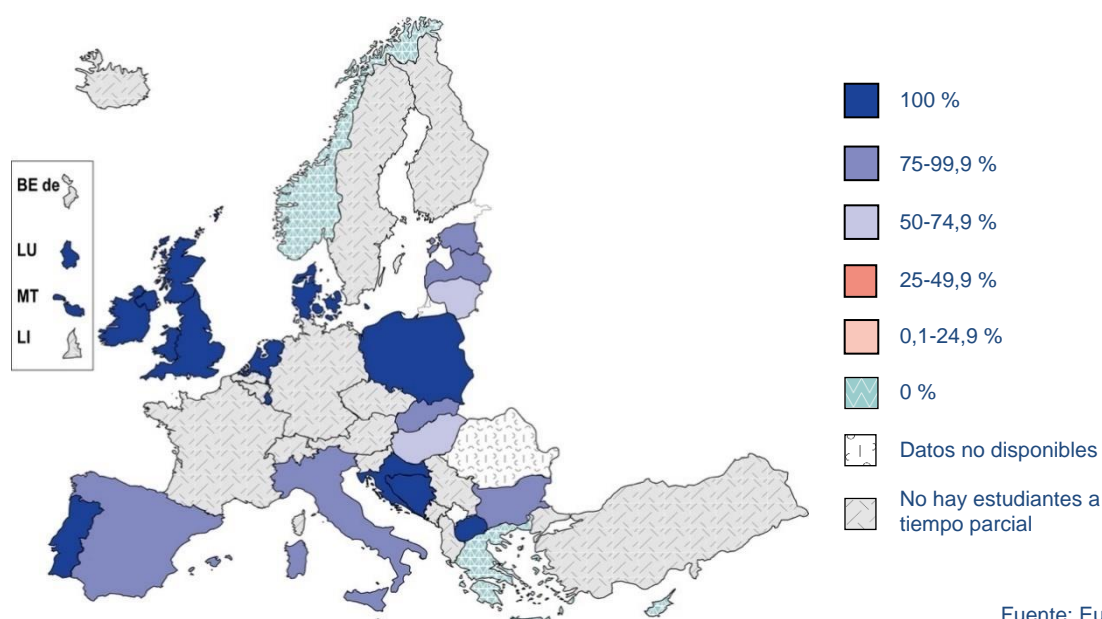 BE de
LU
MT
LI
100 %
75-99,9 %
50-74,9 %
25-49,9 %
0,1-24,9 %
0 %
Datos no disponibles
No hay estudiantes a
tiempo parcial
Fuente: Eu